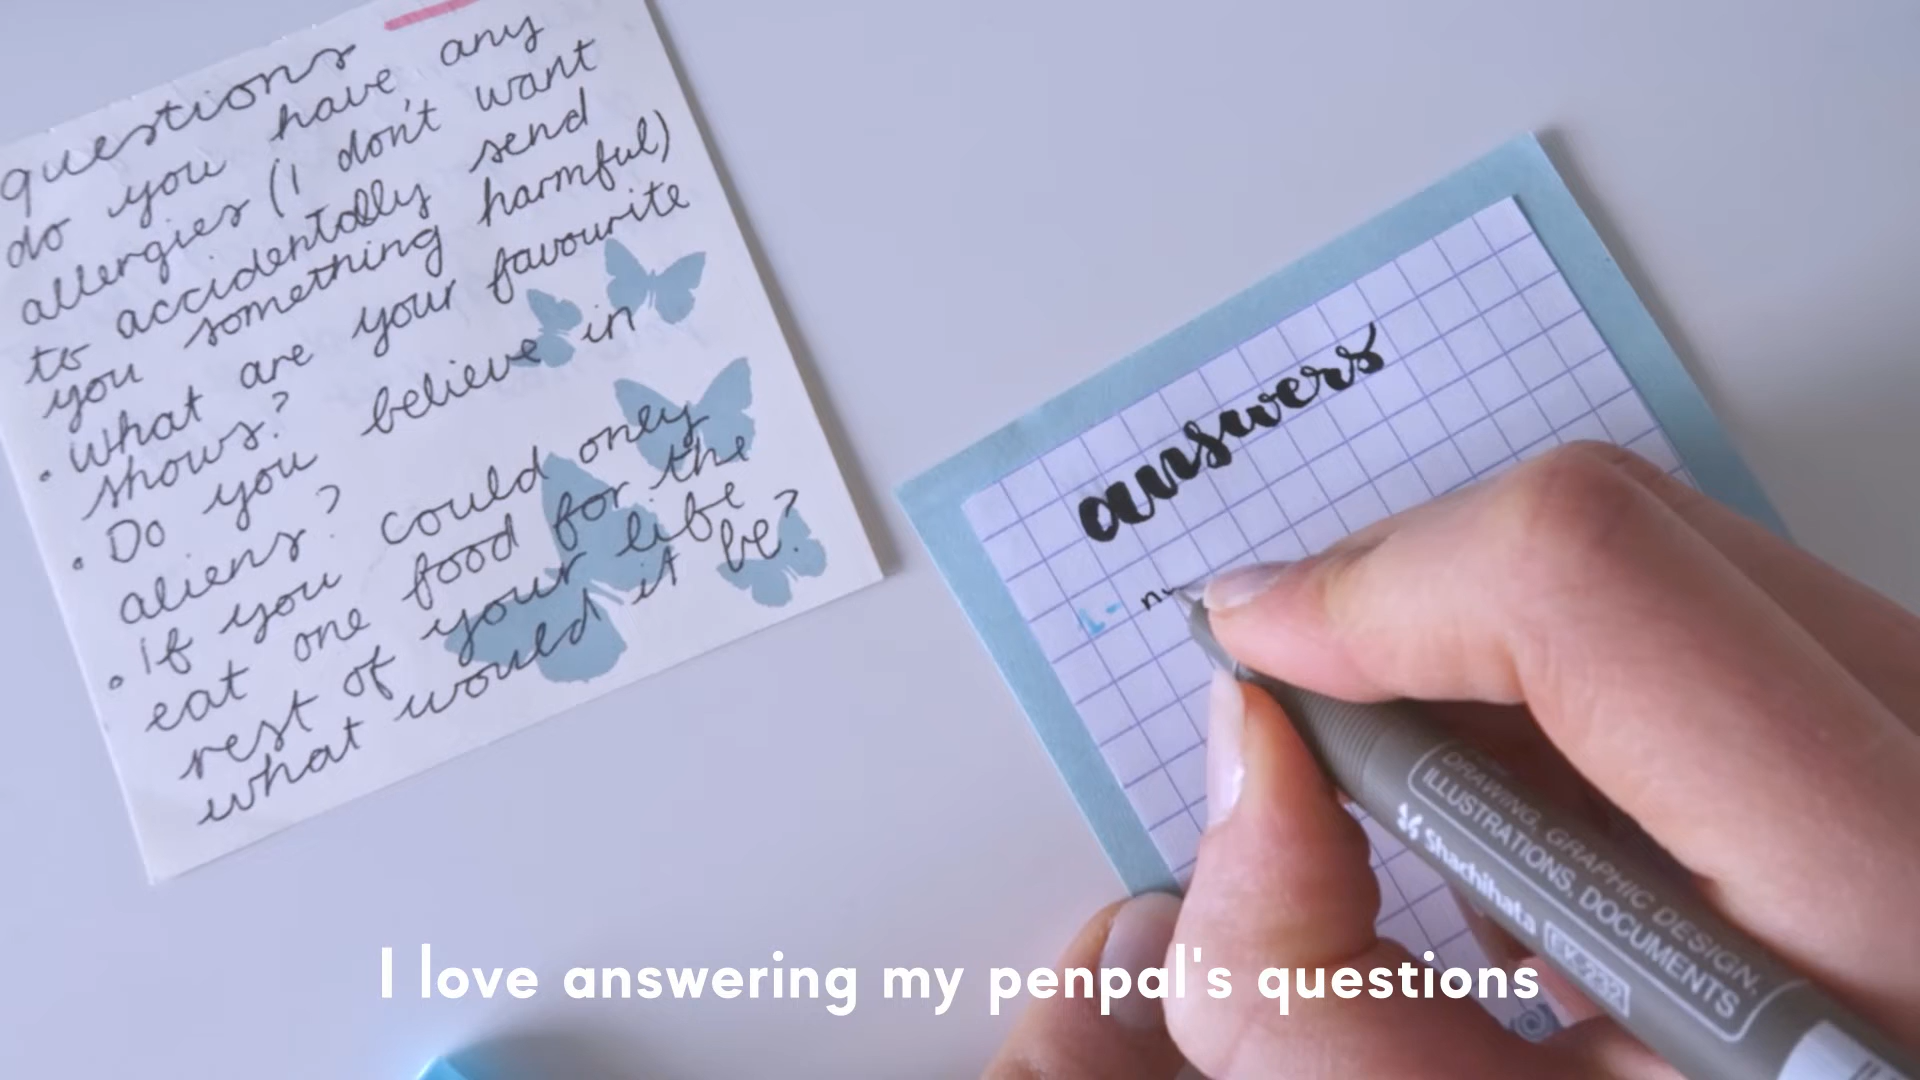 questions
do you have any
allergies (I don't want
to accidentally send
you something harmful)
• What are your favourite
shows?
• Do you believe in
aliens?
• if you could only
eat one food for the
rest of your life
what would it be?
answers
1-
DRAWING, GRAPHIC DESIGN,
ILLUSTRATIONS, DOCUMENTS
Shachihata EK-232
I love answering my penpal's questions